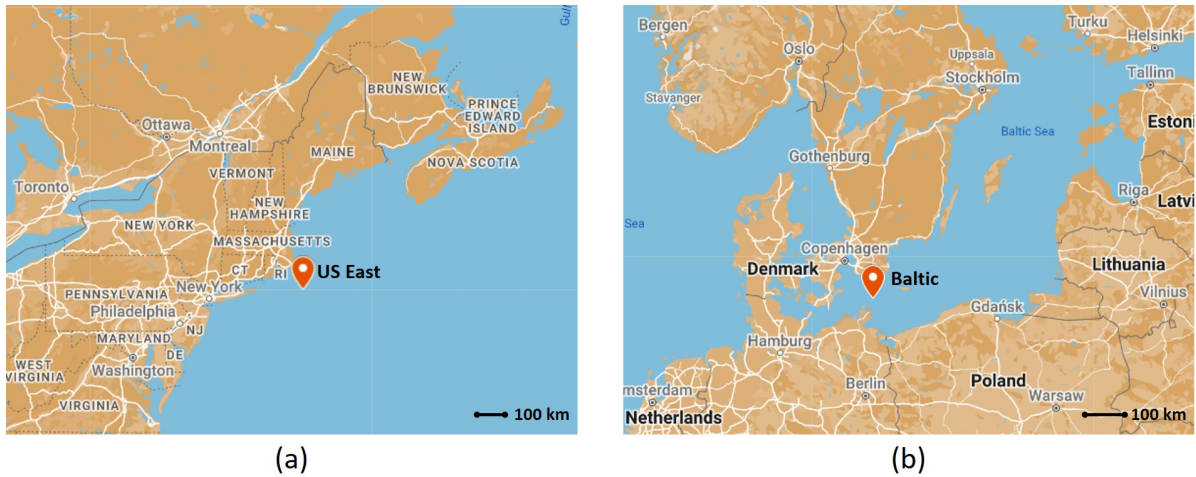 Gulf
NEW
BRUNSWICK
PRINCE
EDWARD
ISLAND
Ottawa
Montreal
MAINE
NOVA SCOTIA
VERMONT
Toronto
NEW
HAMPSHIRE
NEW YORK
MASSACHUSETTS
CT
RI
US East
PENNSYLVANIA
New York
Philadelphia
NJ
MARYLAND
DE
WEST
VIRGINIA
Washington
VIRGINIA
100 km
(a)
Bergen
Turku
Oslo
Helsinki
Uppsala
Stockholm
Tallinn
Stavanger
Baltic Sea
Estoni
Gothenburg
Riga
Latvi
Sea
Copenhagen
Denmark
Baltic
Lithuania
Vilnius
Gdańsk
Hamburg
Berlin
Poland
msterdam
Warsaw
Netherlands
100 km
(b)